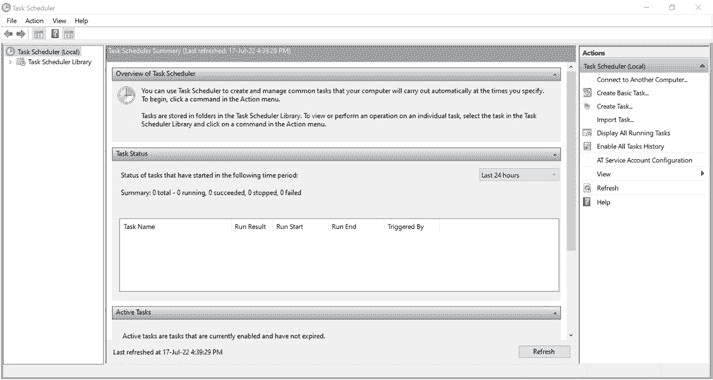 Task Scheduler
File Action View Help
Task Scheduler (Local)
Task Scheduler Library
Task Scheduler Summary (Last refreshed: 17-Jul-22 4:39:29 PM)
Overview of Task Scheduler
You can use Task Scheduler to create and manage common tasks that your computer will carry out automatically at the times you specify.
To begin, click a command in the Action menu.
Tasks are stored in folders in the Task Scheduler Library. To view or perform an operation on an individual task, select the task in the Task
Scheduler Library and click on a command in the Action menu.
Task Status
Status of tasks that have started in the following time period:
Last 24 hours
Summary: 0 total - 0 running, 0 succeeded, 0 stopped, 0 failed
Task Name Run Result Run Start Run End Triggered By
Active Tasks
Active tasks are tasks that are currently enabled and have not expired.
Last refreshed at 17-Jul-22 4:39:29 PM
Refresh
Actions
Task Scheduler (Local)
Connect to Another Computer...
Create Basic Task...
Create Task...
Import Task...
Display All Running Tasks
Enable All Tasks History
AT Service Account Configuration
View
Refresh
Help